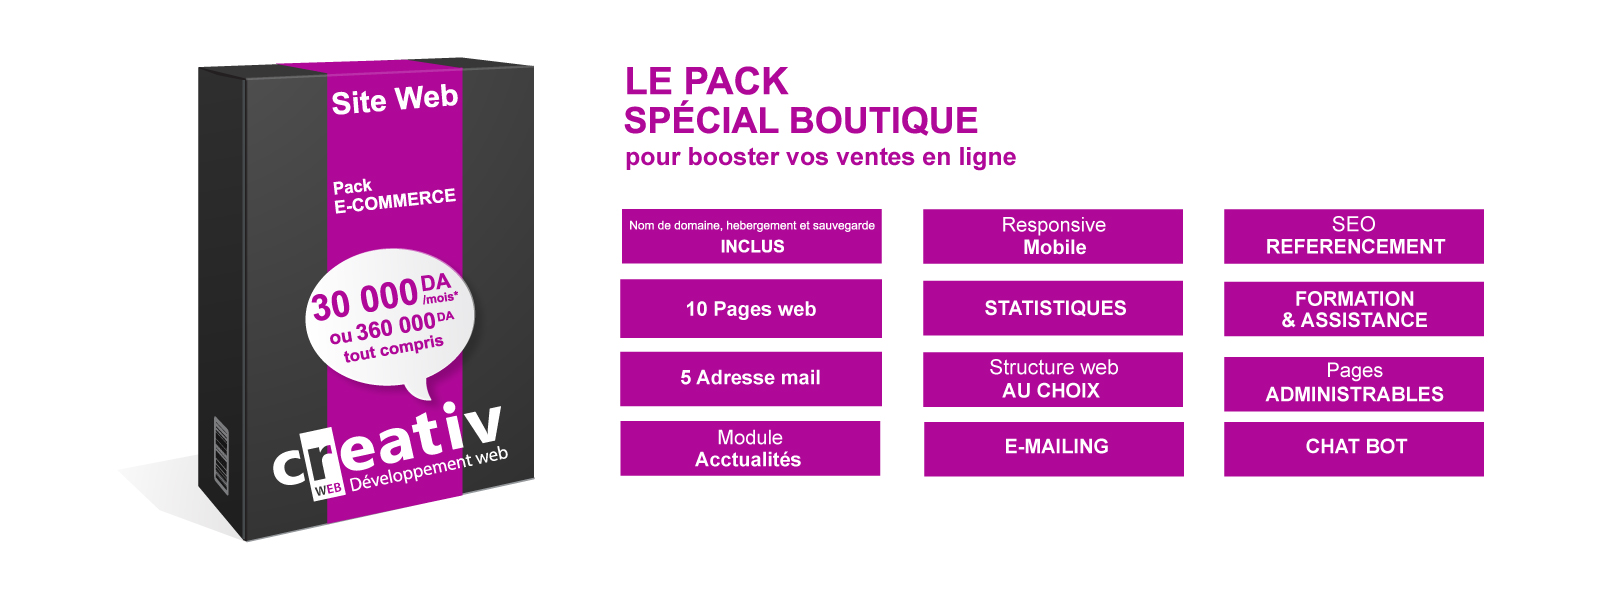 Site Web
Pack
E-COMMERCE
30 000 DA
/mois*
ou 360 000 DA
tout compris
creativ
WEB Développement web
LE PACK
SPÉCIAL BOUTIQUE
pour booster vos ventes en ligne
Nom de domaine, hebergement et sauvegarde
INCLUS
Responsive
Mobile
SEO
REFERENCEMENT
10 Pages web
STATISTIQUES
FORMATION
& ASSISTANCE
5 Adresse mail
Structure web
AU CHOIX
Pages
ADMINISTRABLES
Module
Acctualités
E-MAILING
CHAT BOT